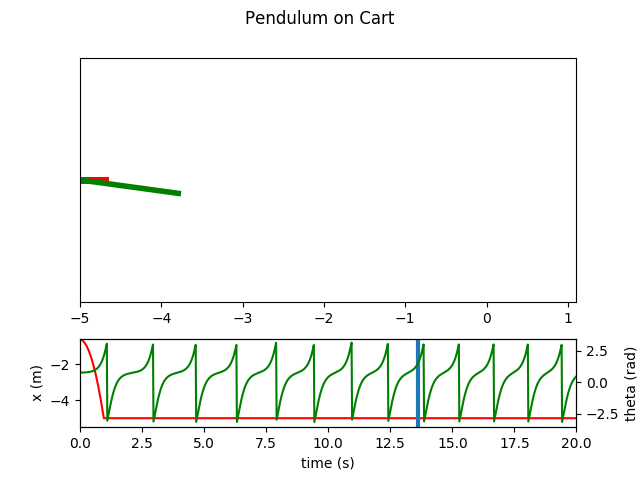 Pendulum on Cart
−5 −4 −3 −2 −1 0 1
x (m)
−2
−4
2.5
0.0
−2.5
theta (rad)
0.0 2.5 5.0 7.5 10.0 12.5 15.0 17.5 20.0
time (s)